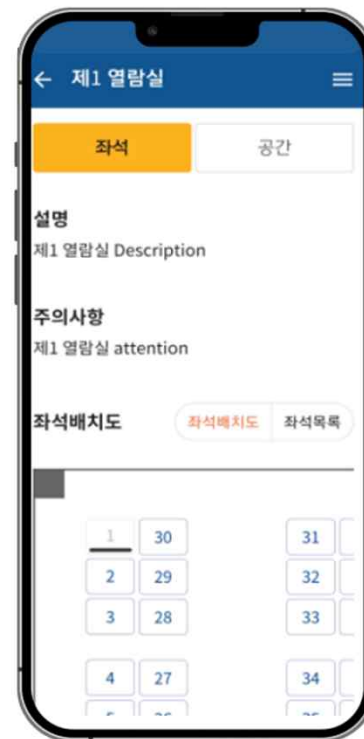 제1 열람실
좌석 공간
설명
제1 열람실 Description
주의사항
제1 열람실 attention
좌석배치도 좌석배치도 좌석목록
1 30 31
2 29 32
3 28 33
4 27 34